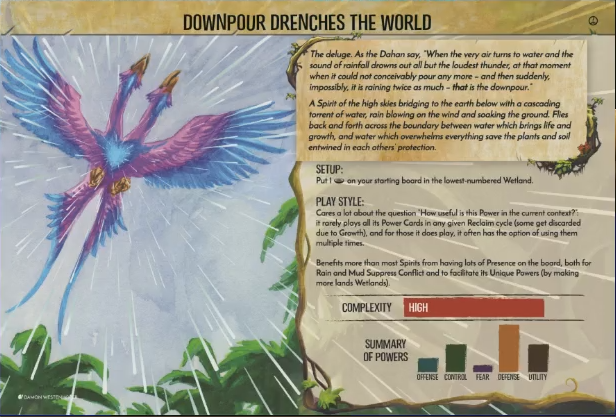 DOWNPOUR DRENCHES THE WORLD
The deluge. As the Dahan say, "When the very air turns to water and the
sound of rainfall drowns out all but the loudest thunder, at that moment
when it could not conceivably pour any more – and then suddenly,
impossibly, it is raining twice as much – that is the downpour."
A Spirit of the high skies bridging to the earth below with a cascading
torrent of water, rain blowing on the wind and soaking the ground. Flies
back and forth across the boundary between water which brings life and
growth, and water which overwhelms everything save the plants and soil
entwined in each others' protection.
SETUP:
Put 1 on your starting board in the lowest-numbered Wetland.
PLAY STYLE:
Cares a lot about the question "How useful is this Power in the current context?":
it rarely plays all its Power Cards in any given Reclaim cycle (some get discarded
due to Growth), and for those it does play, it often has the option of using them
multiple times.
Benefits more than most Spirits from having lots of Presence on the board, both for
Rain and Mud Suppress Conflict and to facilitate its Unique Powers (by making
more lands Wetlands).
COMPLEXITY HIGH
SUMMARY
OF POWERS
OFFENSE CONTROL FEAR DEFENSE UTILITY
DAMON WESTENHOFER